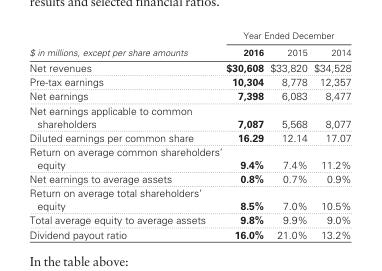 results and selected financial ratios.
Year Ended December
$ in millions, except per share amounts 2016 2015 2014
Net revenues $30,608 $33,820 $34,528
Pre-tax earnings 10,304 8,778 12,357
Net earnings 7,398 6,083 8,477
Net earnings applicable to common
shareholders 7,087 5,568 8,077
Diluted earnings per common share 16.29 12.14 17.07
Return on average common shareholders'
equity 9.4% 7.4% 11.2%
Net earnings to average assets 0.8% 0.7% 0.9%
Return on average total shareholders'
equity 8.5% 7.0% 10.5%
Total average equity to average assets 9.8% 9.9% 9.0%
Dividend payout ratio 16.0% 21.0% 13.2%
In the table above: